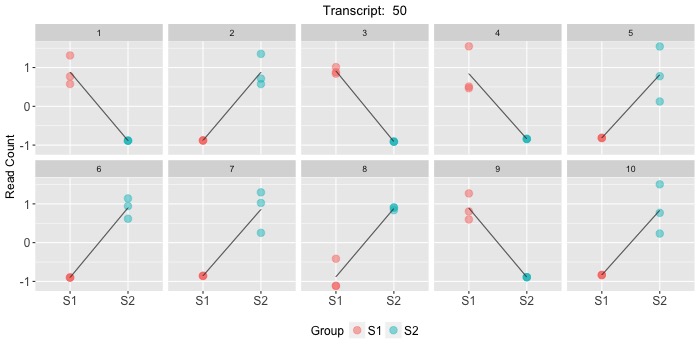 Transcript: 50
1 2 3 4 5
1
0
-1
6 7 8 9 10
1
0
-1
Read Count
S1 S2 S1 S2 S1 S2 S1 S2 S1 S2
Group S1 S2